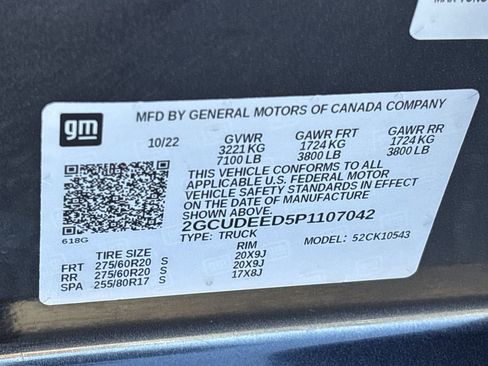 gm
MFD BY GENERAL MOTORS OF CANADA COMPANY
10/22 GVWR GAWR FRT GAWR RR
3221 KG 1724 KG 1724 KG
7100 LB 3800 LB 3800 LB
THIS VEHICLE CONFORMS TO ALL
APPLICABLE U.S. FEDERAL MOTOR
VEHICLE SAFETY STANDARDS IN EFFECT
ON THE DATE OF MANUFACTURE
SHOWN ABOVE.
2GCUDEED5P1107042
TYPE: TRUCK MODEL: 52CK10543
618G
TIRE SIZE RIM
FRT 275/60R20 S 20X9J
RR 275/60R20 S 20X9J
SPA 255/80R17 S 17X8J